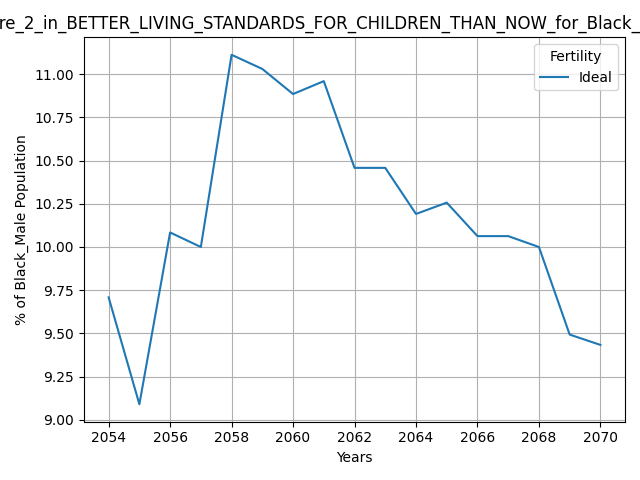 re_2_in_BETTER_LIVING_STANDARDS_FOR_CHILDREN_THAN_NOW_for_Black_
Fertility
Ideal
% of Black_Male Population
11.00
10.75
10.50
10.25
10.00
9.75
9.50
9.25
9.00
2054 2056 2058 2060 2062 2064 2066 2068 2070
Years